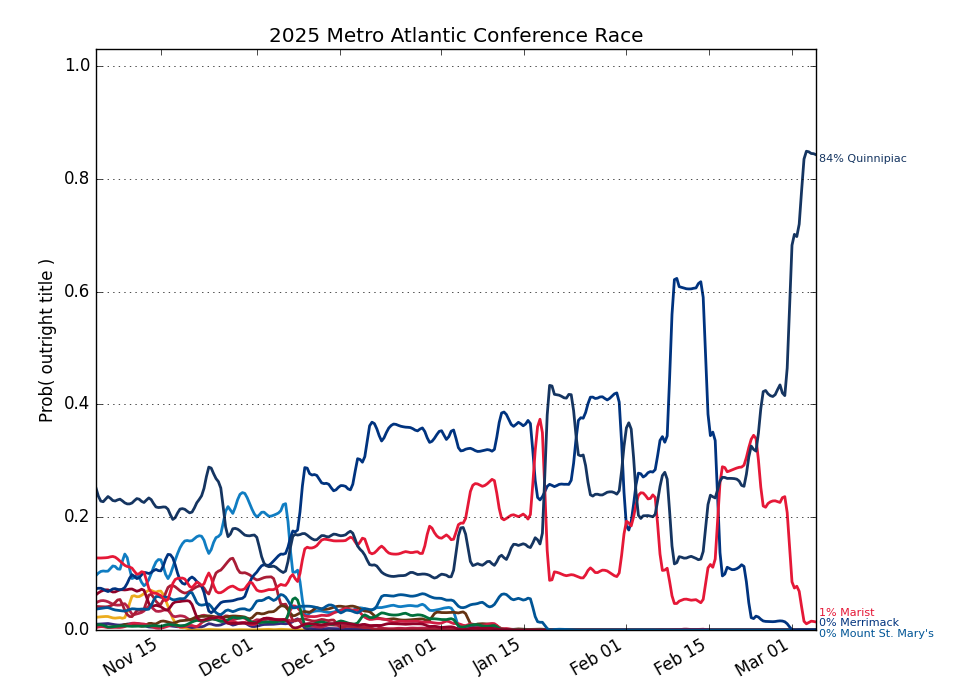 2025 Metro Atlantic Conference Race
Prob( outright title )
1.0
0.8
0.6
0.4
0.2
0.0
84% Quinnipiac
1% Marist
0% Merrimack
0% Mount St. Mary's
Nov 15
Dec 01
Dec 15
Jan 01
Jan 15
Feb 01
Feb 15
Mar 01